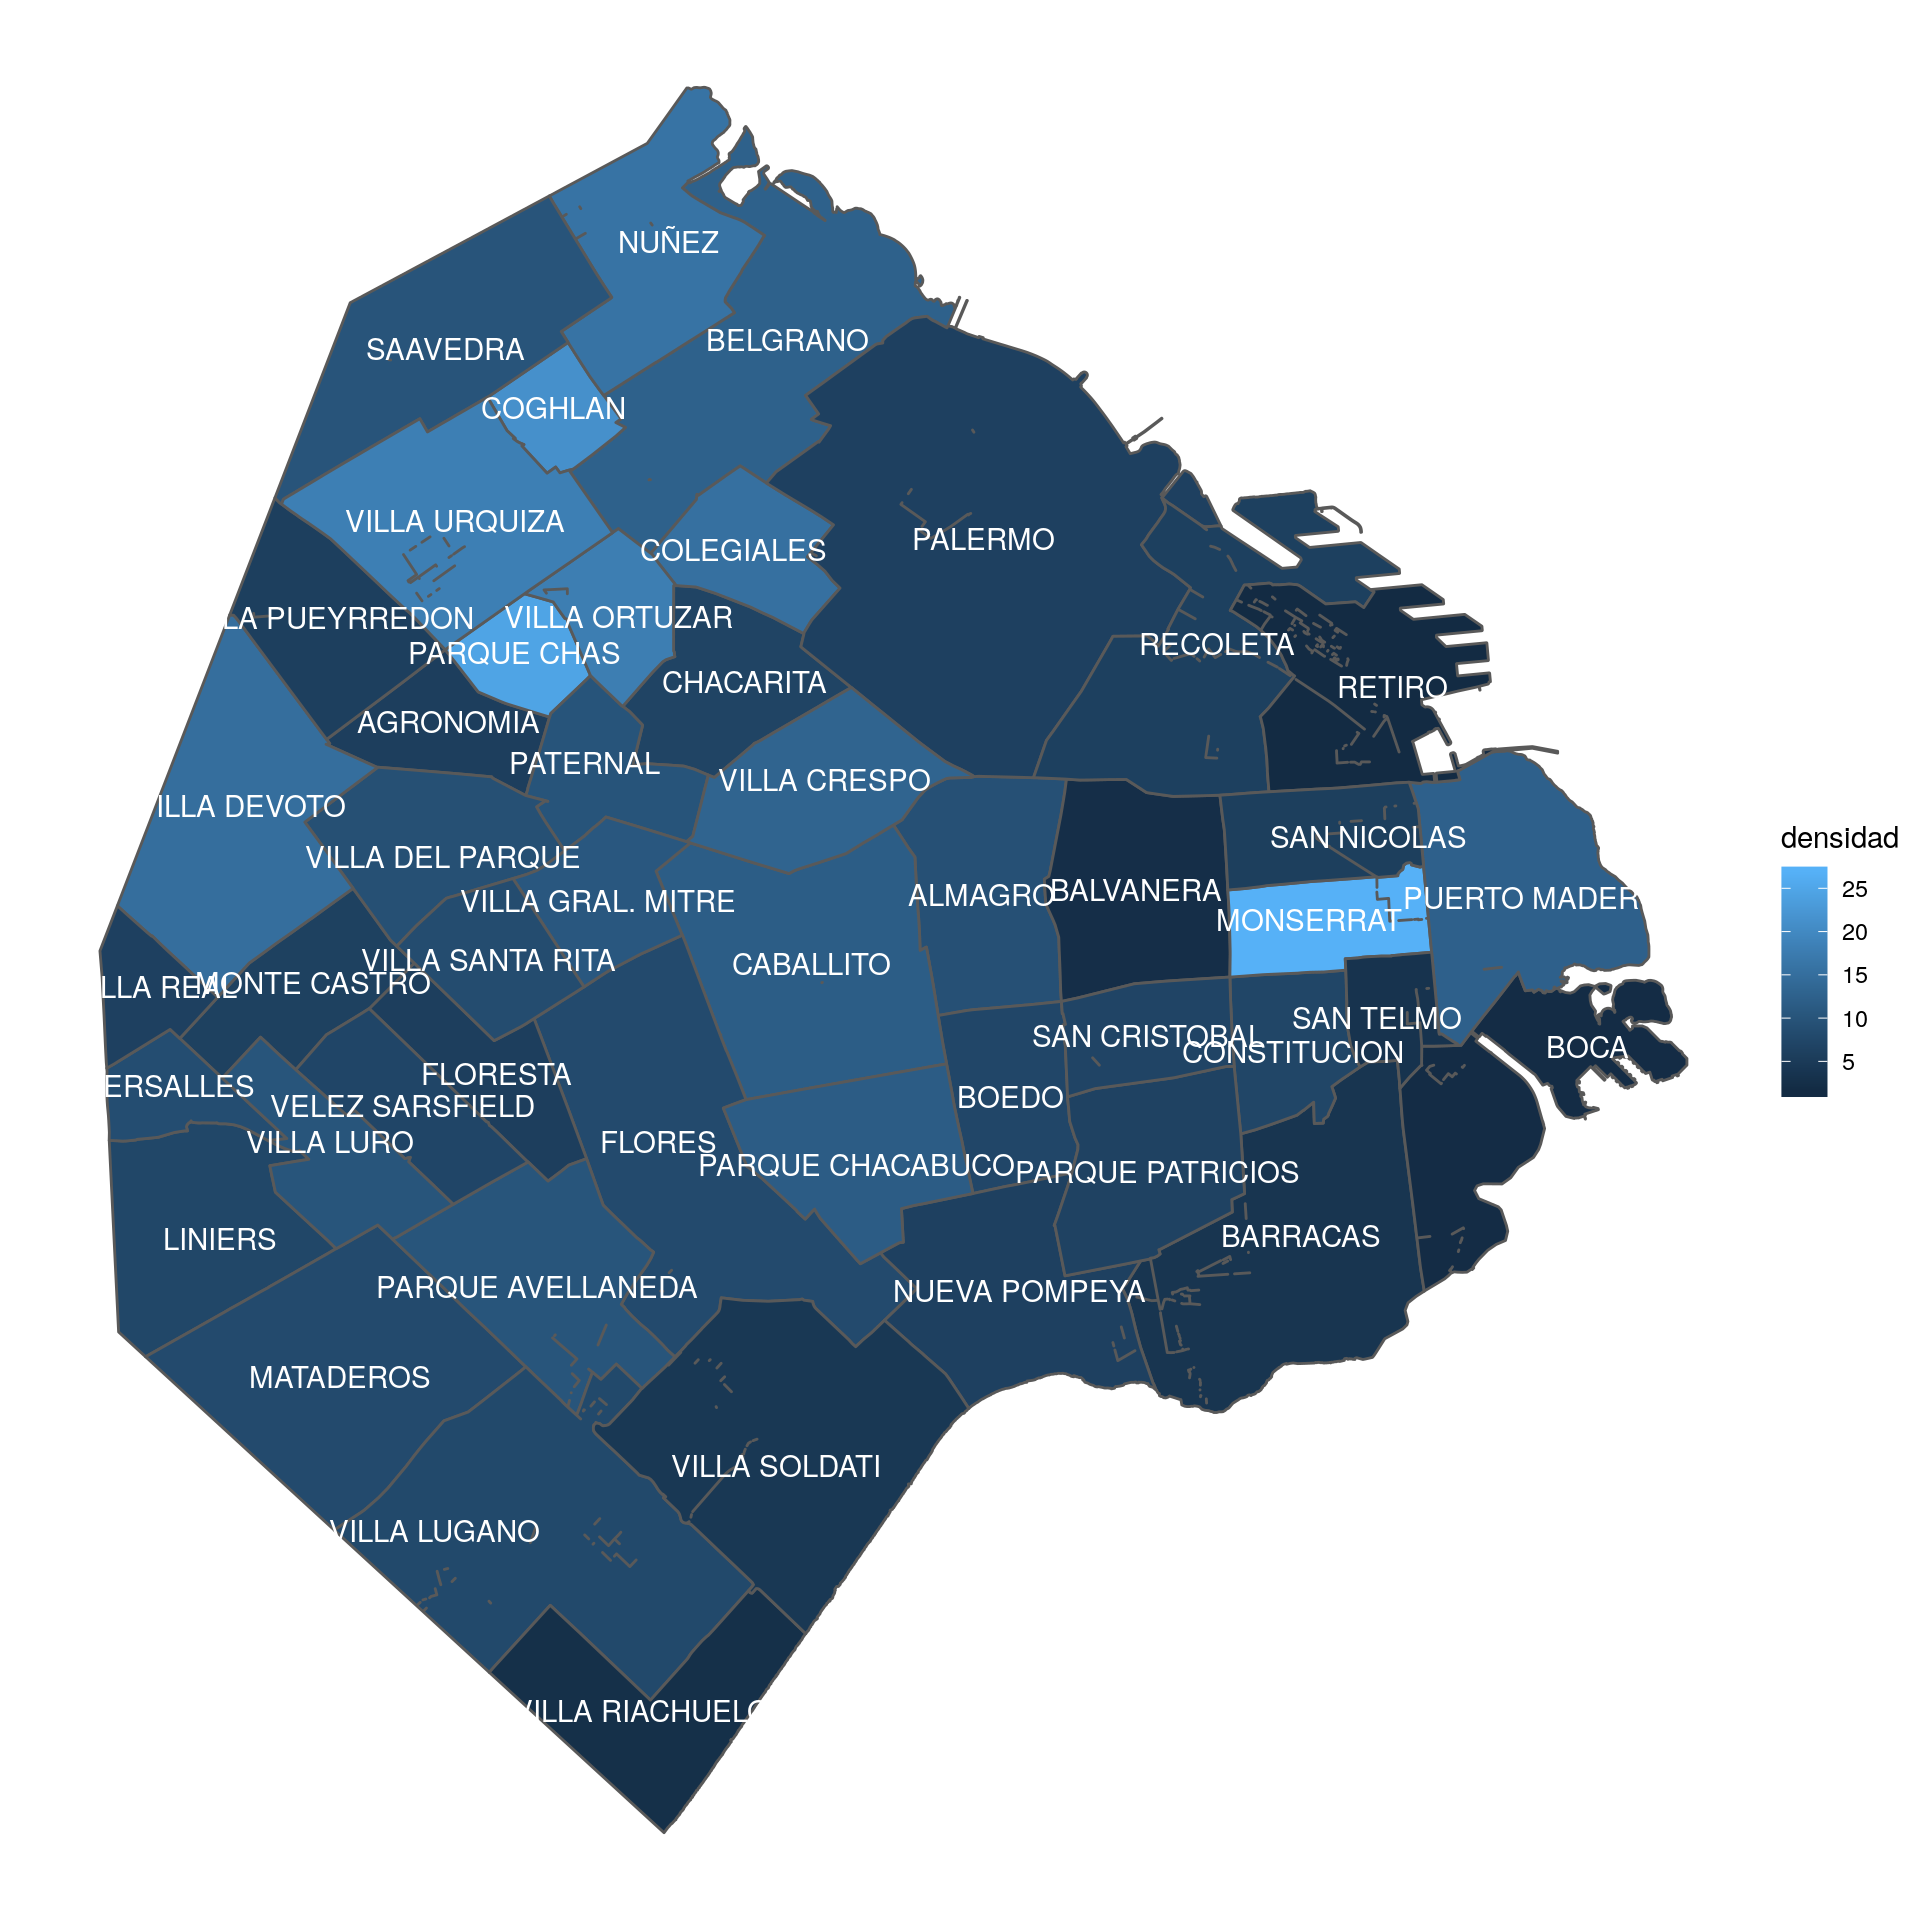 NUÑEZ
BELGRANO
SAAVEDRA
COGHLAN
VILLA URQUIZA
PALERMO
COLEGIALES
LA PUEYRREDON
VILLA ORTUZAR
RECOLETA
PARQUE CHAS
CHACARITA
RETIRO
AGRONOMIA
PATERNAL
VILLA CRESPO
ILLA DEVOTO
SAN NICOLAS
densidad
VILLA DEL PARQUE
BALVANERA
ALMAGRO
VILLA GRAL. MITRE
PUERTO MADER
MONSERRAT
25
20
15
10
5
VILLA SANTA RITA
CABALLITO
LLA REAL
MONTE CASTRO
SAN TELMO
SAN CRISTOBAL
BOCA
CONSTITUCION
FLORESTA
ERSALLES
BOEDO
VELEZ SARSFIELD
VILLA LURO
FLORES
PARQUE CHACABUCO
PARQUE PATRICIOS
LINIERS
BARRACAS
PARQUE AVELLANEDA
NUEVA POMPEYA
MATADEROS
VILLA SOLDATI
VILLA LUGANO
VILLA RIACHUELO